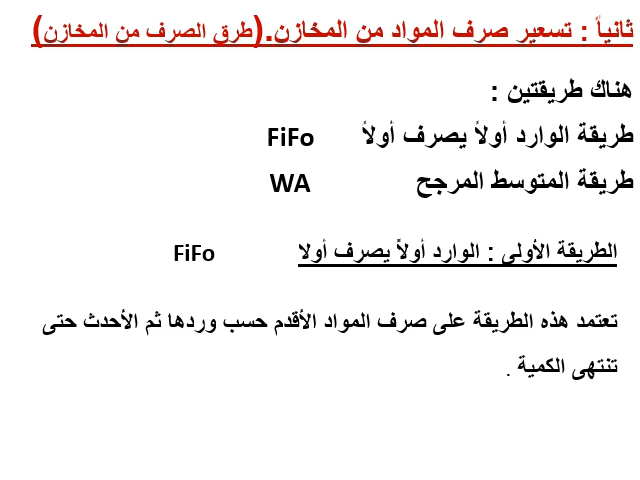 ثانياً : تسعير صرف المواد من المخازن.(طرق الصرف من المخازن)
هناك طريقتين :
طريقة الوارد أولاً يصرف أولاً FiFo
طريقة المتوسط المرجح WA
الطريقة الأولى : الوارد أولاً يصرف أولا FiFo
تعتمد هذه الطريقة على صرف المواد الأقدم حسب وردها ثم الأحدث حتى
تنتهى الكمية .